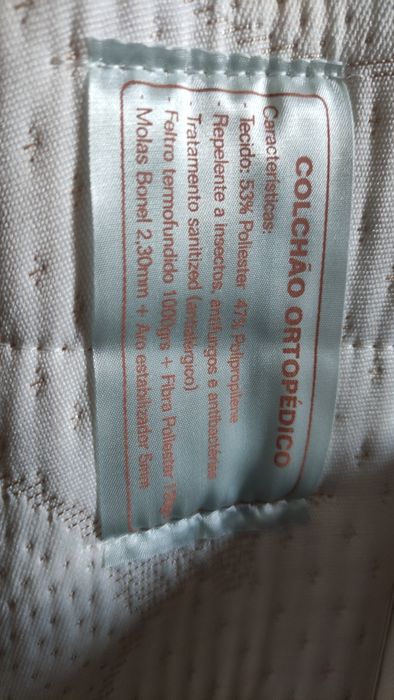 COLCHÃO ORTOPÉDICO
Características:
- Tecido: 53% Poliester 47% Polipropilene
- Repelente a insectos, anafungos e antibactérias
- Tratamento sanitized (antialérgico)
- Feltro termofundido 1000grs + Fibra Poliester
- Molas Bonel 2,30mm + Aro estabilizador 5mm